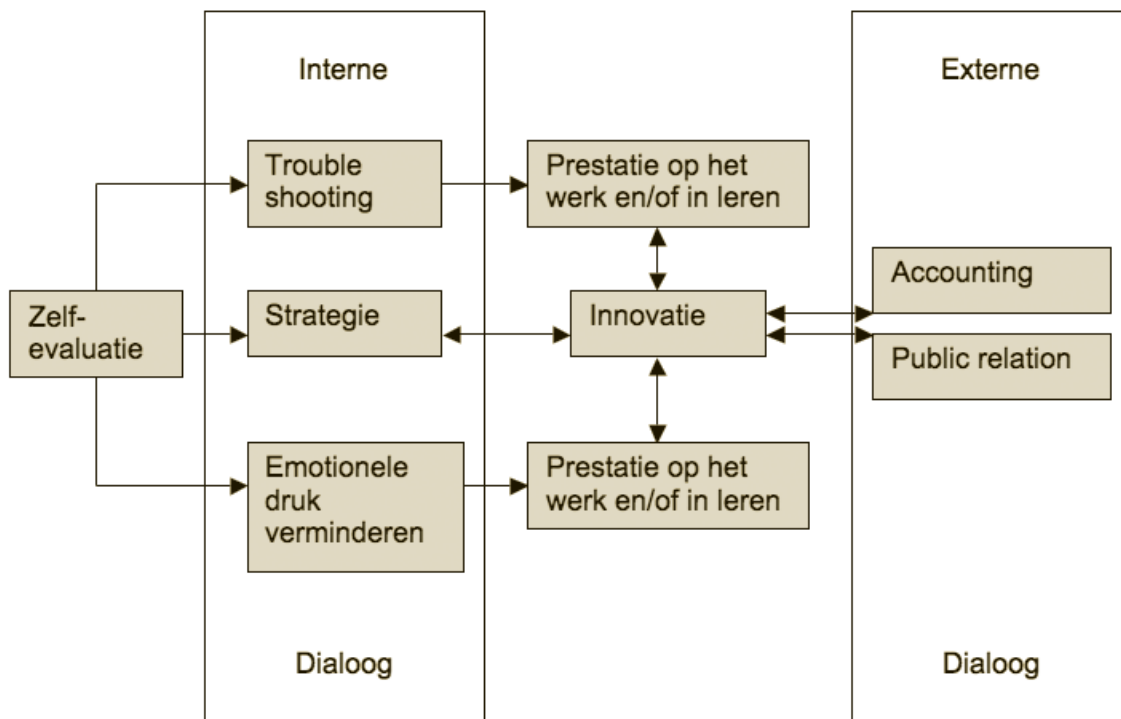 Interne
Externe
Trouble
shooting
Prestatie op het
werk en/of in leren
Zelf-
evaluatie
Strategie
Innovatie
Accounting
Public relation
Emotionele
druk
verminderen
Prestatie op het
werk en/of in leren
Dialoog
Dialoog